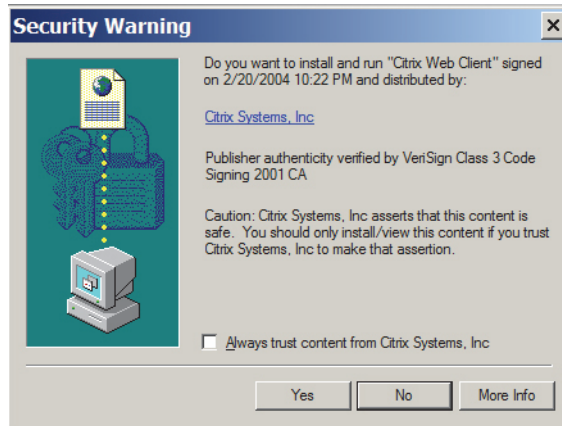 Security Warning
Do you want to install and run "Citrix Web Client" signed
on 2/20/2004 10:22 PM and distributed by:
Citrix Systems, Inc
Publisher authenticity verified by VeriSign Class 3 Code
Signing 2001 CA
Caution: Citrix Systems, Inc asserts that this content is
safe. You should only install/view this content if you trust
Citrix Systems, Inc to make that assertion.
Always trust content from Citrix Systems, Inc
Yes
No
More Info